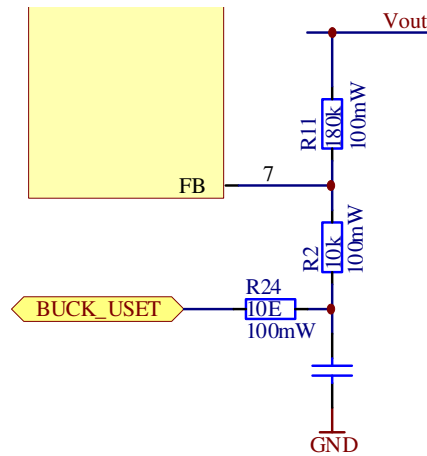 Vout
R11
180k
100mW
7
FB
R2
10k
100mW
R24
BUCK_USET
10E
100mW
GND